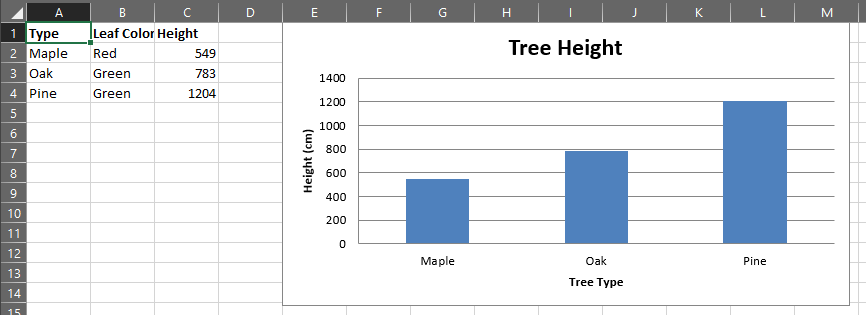 A B C D E F G H I J K L M
1 Type Leaf Color Height
2 Maple Red 549
3 Oak Green 783
4 Pine Green 1204
5
6
7
8
9
10
11
12
13
14
15
Tree Height
Height (cm)
1400
1200
1000
800
600
400
200
0
Maple Oak Pine
Tree Type